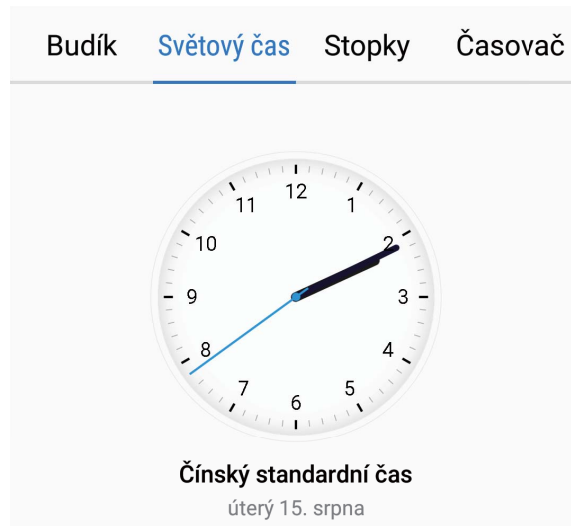 Budík Světový čas Stopky Časovač
12
11 1
10 2
9 3
8 4
7 5
6
Čínský standardní čas
úterý 15. srpna